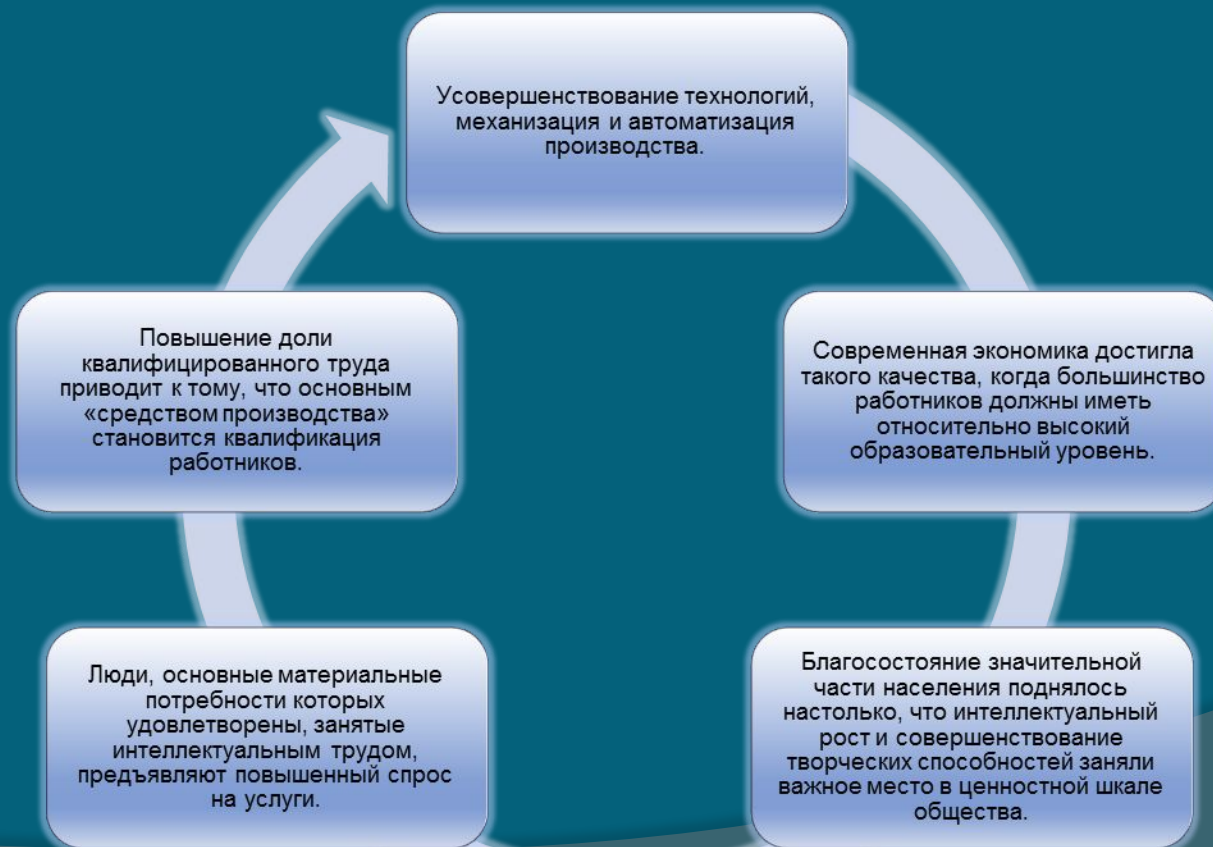 Усовершенствование технологий,
механизация и автоматизация
производства.
Современная экономика достигла
такого качества, когда большинство
работников должны иметь
относительно высокий
образовательный уровень.
Благосостояние значительной
части населения поднялось
настолько, что интеллектуальный
рост и совершенствование
творческих способностей заняли
важное место в ценностной шкале
общества.
Люди, основные материальные
потребности которых
удовлетворены, занятые
интеллектуальным трудом,
предъявляют повышенный спрос
на услуги.
Повышение доли
квалифицированного труда
приводит к тому, что основным
«средством производства»
становится квалификация
работников.